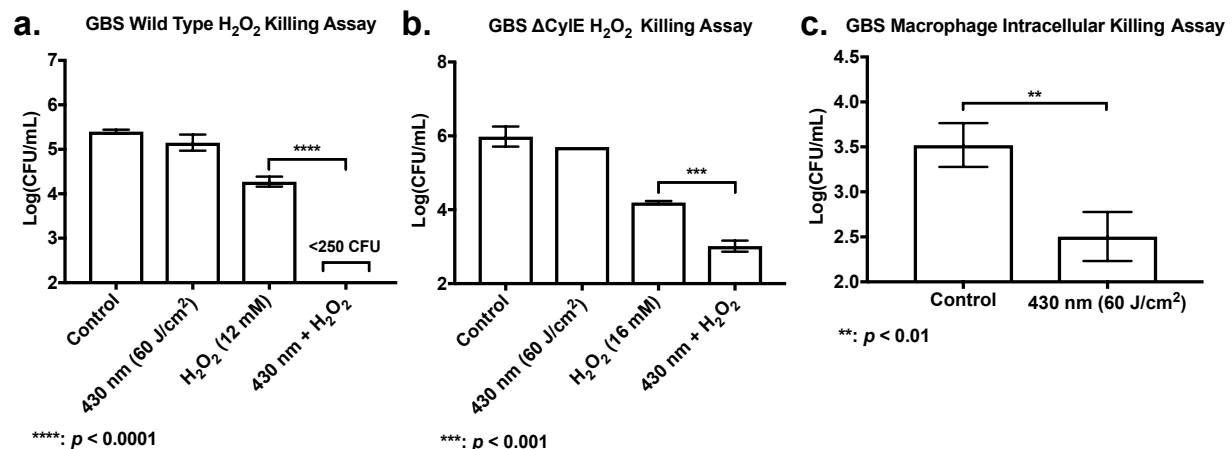 a.
GBS Wild Type H₂O₂ Killing Assay
Log(CFU/mL)
7
6
5
4
3
2
****
<250 CFU
Control
430 nm (60 J/cm²)
H₂O₂ (12 mM)
430 nm + H₂O₂
****: p < 0.0001
b.
GBS ΔCylE H₂O₂ Killing Assay
Log(CFU/mL)
8
6
4
2
***
Control
430 nm (60 J/cm²)
H₂O₂ (16 mM)
430 nm + H₂O₂
***: p < 0.001
c.
GBS Macrophage Intracellular Killing Assay
Log(CFU/mL)
4.5
4.0
3.5
3.0
2.5
2.0
**
Control
430 nm (60 J/cm²)
**: p < 0.01